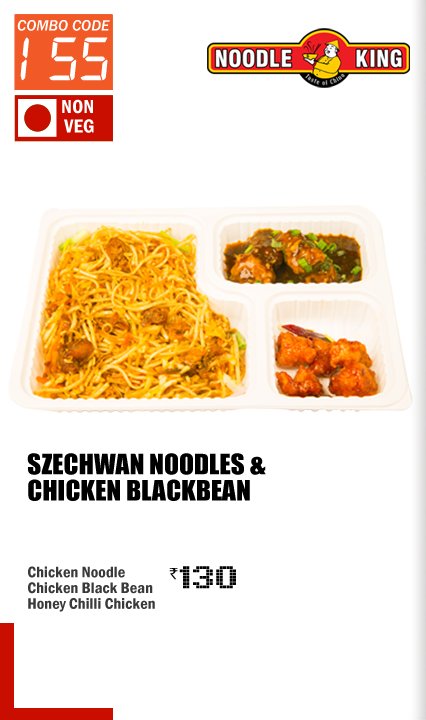 COMBO CODE
155
NON
VEG
NOODLE KING
Taste of China
SZECHWAN NOODLES &
CHICKEN BLACKBEAN
Chicken Noodle
Chicken Black Bean
Honey Chilli Chicken
₹130